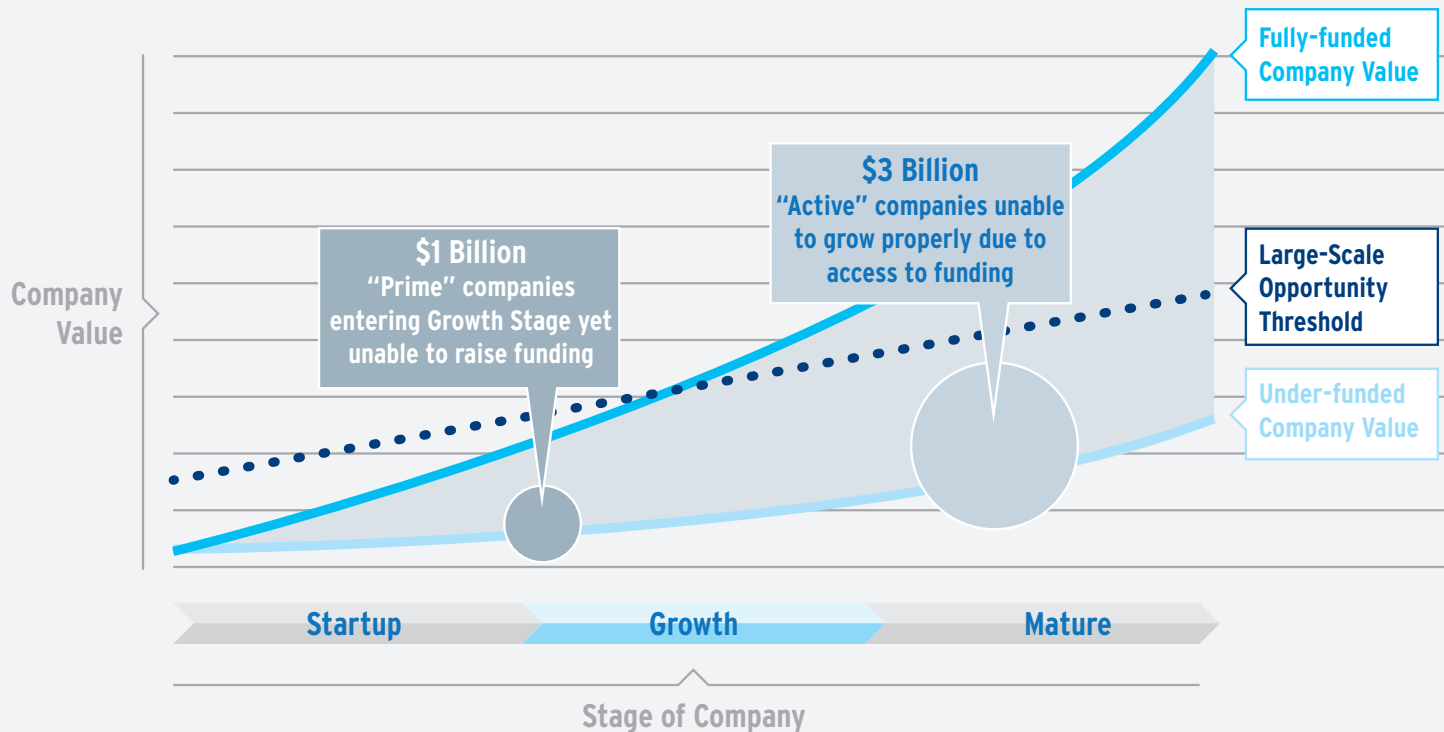 Fully-funded
Company Value
$3 Billion
“Active” companies unable
to grow properly due to
access to funding
$1 Billion
“Prime” companies
entering Growth Stage yet
unable to raise funding
Large-Scale
Opportunity
Threshold
Company
Value
Under-funded
Company Value
Startup
Growth
Mature
Stage of Company